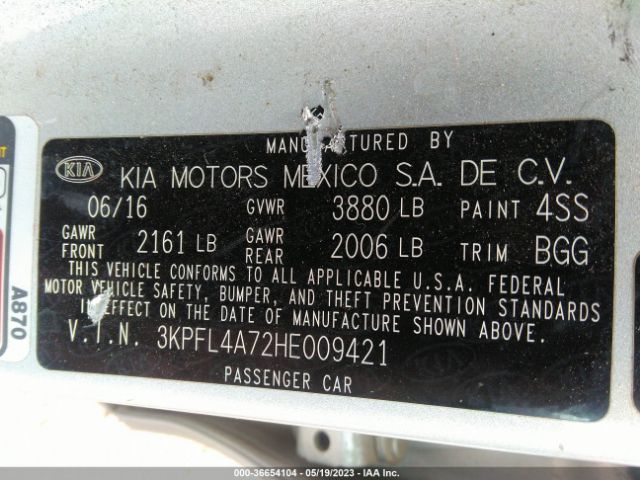 MANUFACTURED BY
KIA KIA MOTORS MEXICO S.A. DE C.V.
06/16 GVWR 3880 LB PAINT 4SS
GAWR FRONT 2161 LB GAWR REAR 2006 LB TRIM BGG
THIS VEHICLE CONFORMS TO ALL APPLICABLE U.S.A. FEDERAL
MOTOR VEHICLE SAFETY, BUMPER, AND THEFT PREVENTION STANDARDS
IN EFFECT ON THE DATE OF MANUFACTURE SHOWN ABOVE.
V.I.N. 3KPFL4A72HE009421
PASSENGER CAR
A870
000-36654104 - 05/19/2023 - IAA Inc.